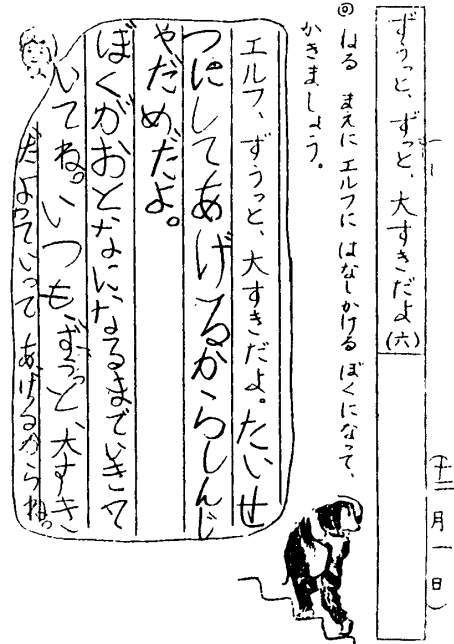 ずうっと、ずっと、大すきだよ(六)
(十二月一日)
◎ねる まえに エルフに はなしかける ぼくになって、
かきましょう。
エルフ、ずうっと、大すきだよ。たいせ
つにしてあげるからしんじ
ゃだめだよ。
ぼくがおとなになるまでいきて
いてね。いつも、ずうっと、大すき
だよっていってあげるからね。